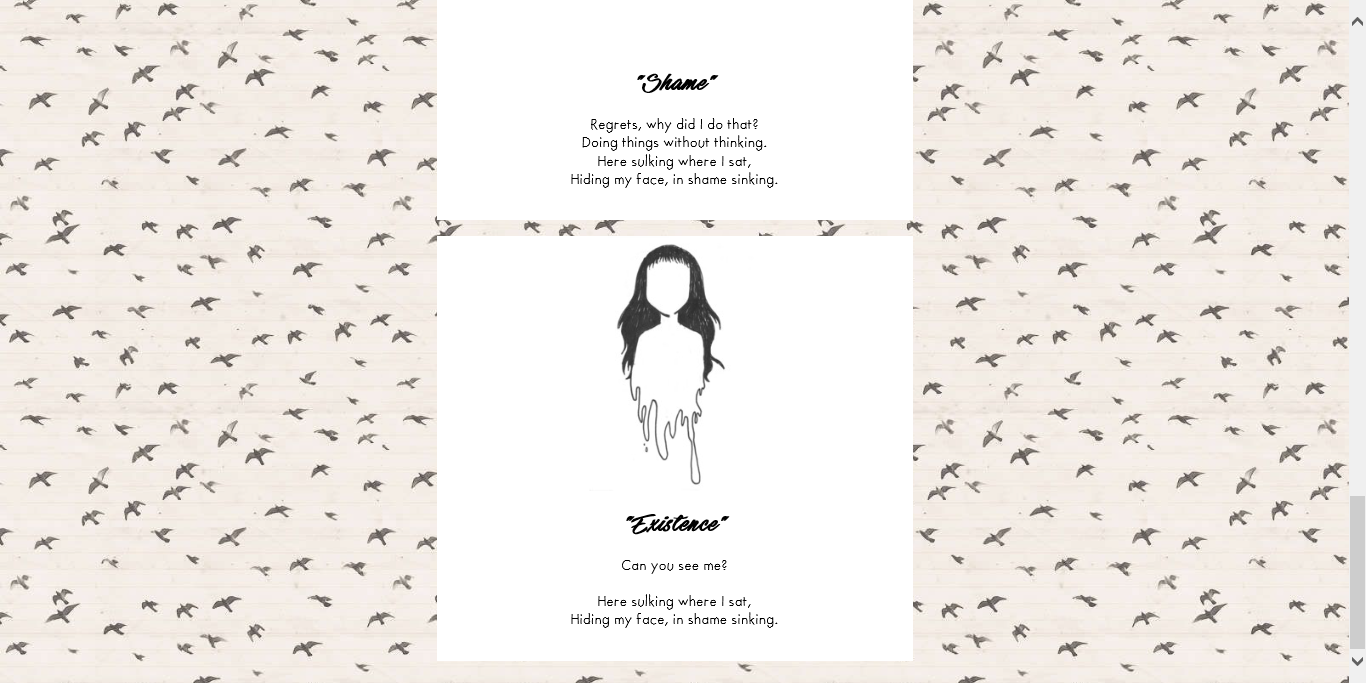 "Shame"
Regrets, why did I do that?
Doing things without thinking.
Here sulking where I sat,
Hiding my face, in shame sinking.
"Existence"
Can you see me?
Here sulking where I sat,
Hiding my face, in shame sinking.